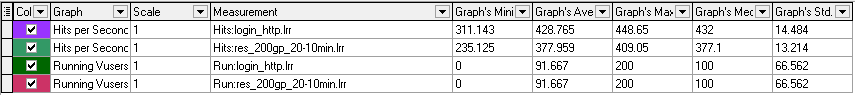 Col Graph Scale Measurement Graph's Mini Graph's Ave Graph's Max Graph's Med Graph's Std.
Hits per Second 1 Hits:login_http.lrr 311.143 428.765 448.65 432 14.484
Hits per Second 1 Hits:res_200gp_20-10min.lrr 235.125 377.959 409.05 377.1 13.214
Running Vusers 1 Run:login_http.lrr 0 91.667 200 100 66.562
Running Vusers 1 Run:res_200gp_20-10min.lrr 0 91.667 200 100 66.562